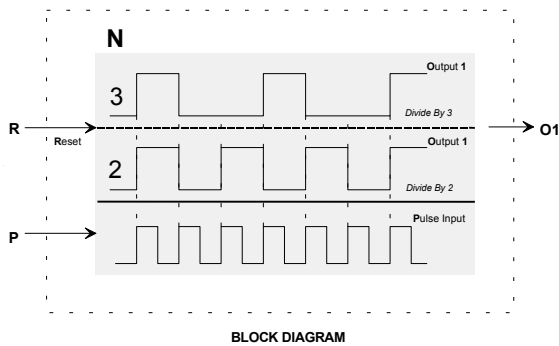 N
Output 1
3
Divide By 3
R
Reset
O1
Output 1
2
Divide By 2
Pulse Input
P
BLOCK DIAGRAM